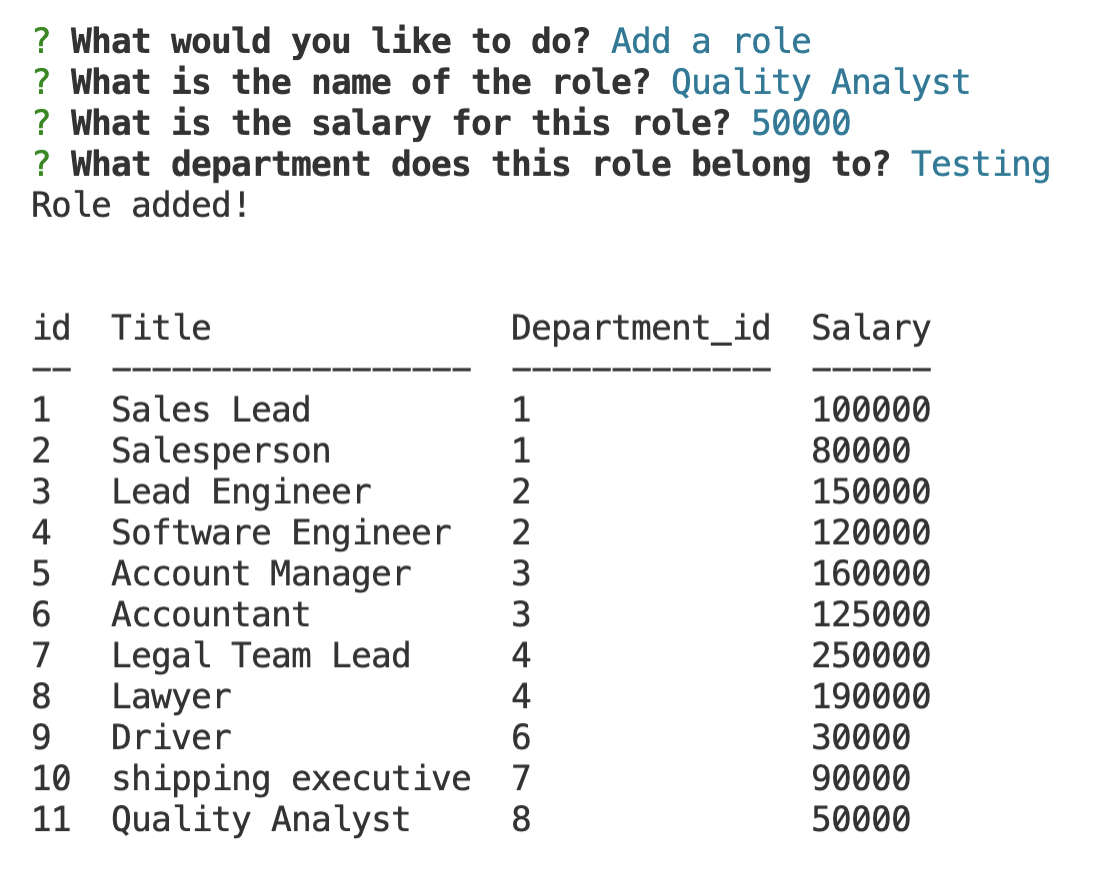 ? What would you like to do? Add a role
? What is the name of the role? Quality Analyst
? What is the salary for this role? 50000
? What department does this role belong to? Testing
Role added!
id  Title               Department_id  Salary
--  ------------------  -------------  ------
1   Sales Lead          1              100000
2   Salesperson         1              80000
3   Lead Engineer       2              150000
4   Software Engineer   2              120000
5   Account Manager     3              160000
6   Accountant          3              125000
7   Legal Team Lead     4              250000
8   Lawyer              4              190000
9   Driver              6              30000
10  shipping executive  7              90000
11  Quality Analyst     8              50000